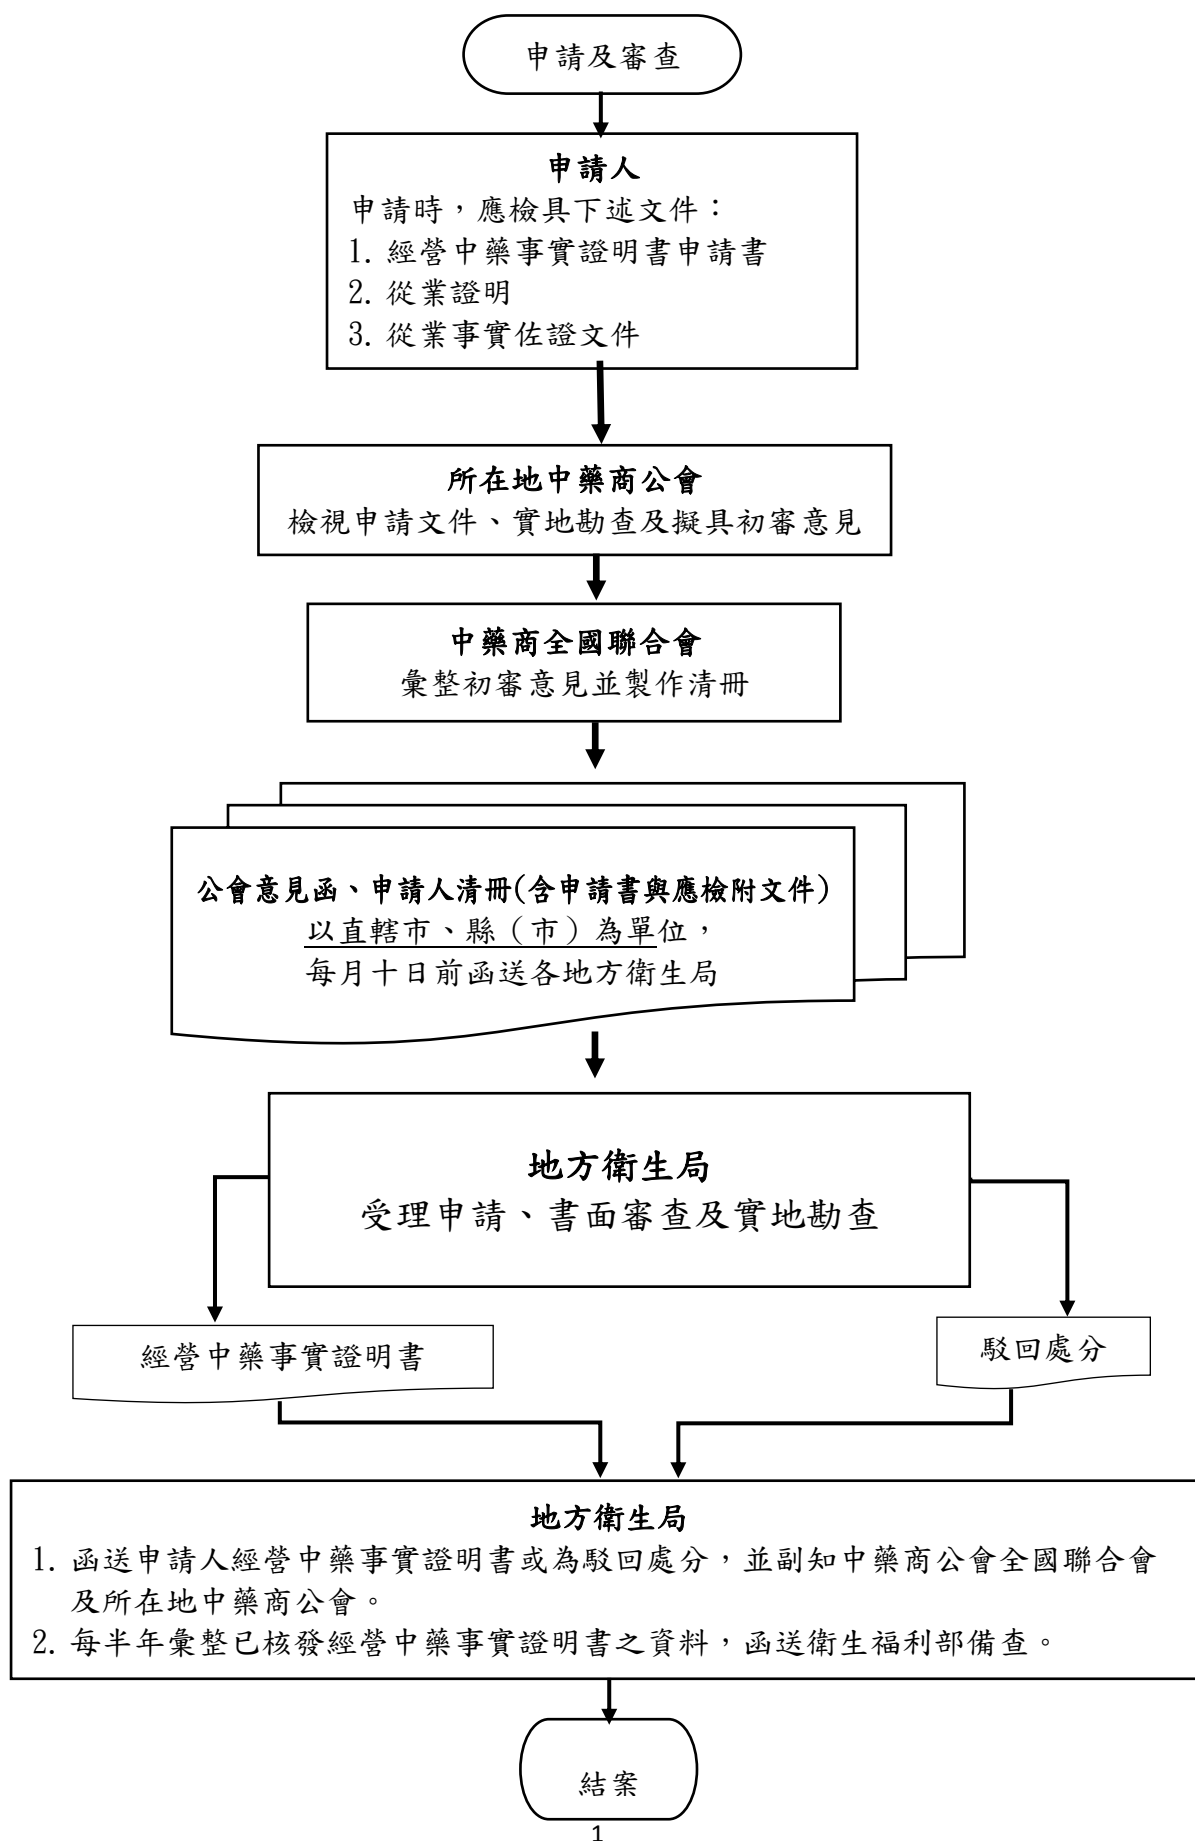 申請及審查
申請人
申請時，應檢具下述文件：
1. 經營中藥事實證明書申請書
2. 從業證明
3. 從業事實佐證文件
所在地中藥商公會
檢視申請文件、實地勘查及擬具初審意見
中藥商全國聯合會
彙整初審意見並製作清冊
公會意見函、申請人清冊(含申請書與應檢附文件)
以直轄市、縣（市）為單位，
每月十日前函送各地方衛生局
地方衛生局
受理申請、書面審查及實地勘查
經營中藥事實證明書
駁回處分
地方衛生局
1. 函送申請人經營中藥事實證明書或為駁回處分，並副知中藥商公會全國聯合會
及所在地中藥商公會。
2. 每半年彙整已核發經營中藥事實證明書之資料，函送衛生福利部備查。
結案
1